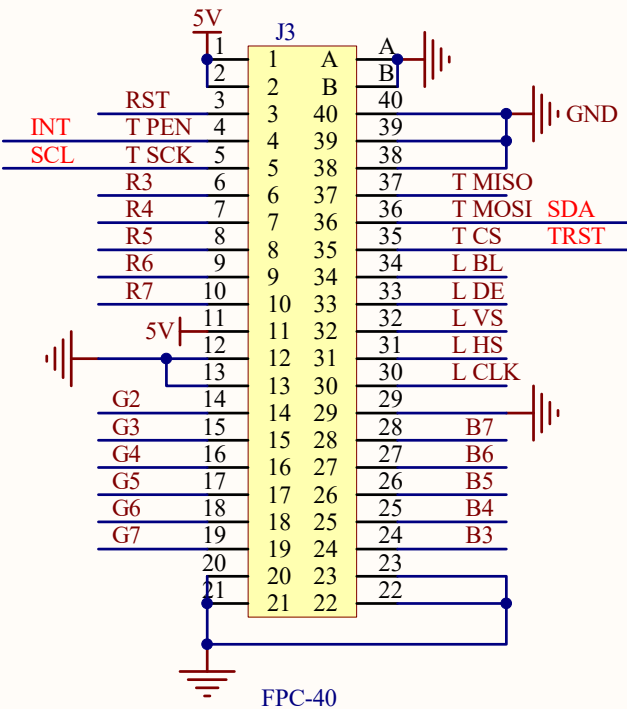 5V
J3
1 1 A A
2 2 B B
RST 3 3 40 40
GND
INT T PEN 4 4 39 39
SCL T SCK 5 5 38 38
R3 6 6 37 37 T MISO
R4 7 7 36 36 T MOSI SDA
R5 8 8 35 35 T CS TRST
R6 9 9 34 34 L BL
R7 10 10 33 33 L DE
5V 11 11 32 32 L VS
12 12 31 31 L HS
13 13 30 30 L CLK
G2 14 14 29 29
G3 15 15 28 28 B7
G4 16 16 27 27 B6
G5 17 17 26 26 B5
G6 18 18 25 25 B4
G7 19 19 24 24 B3
20 20 23 23
21 21 22 22
FPC-40